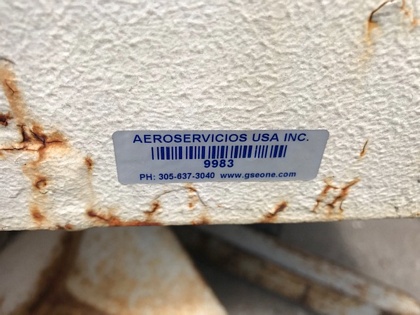 AEROSERVICIOS USA INC.
9983
PH: 305-637-3040 www.gseone.com